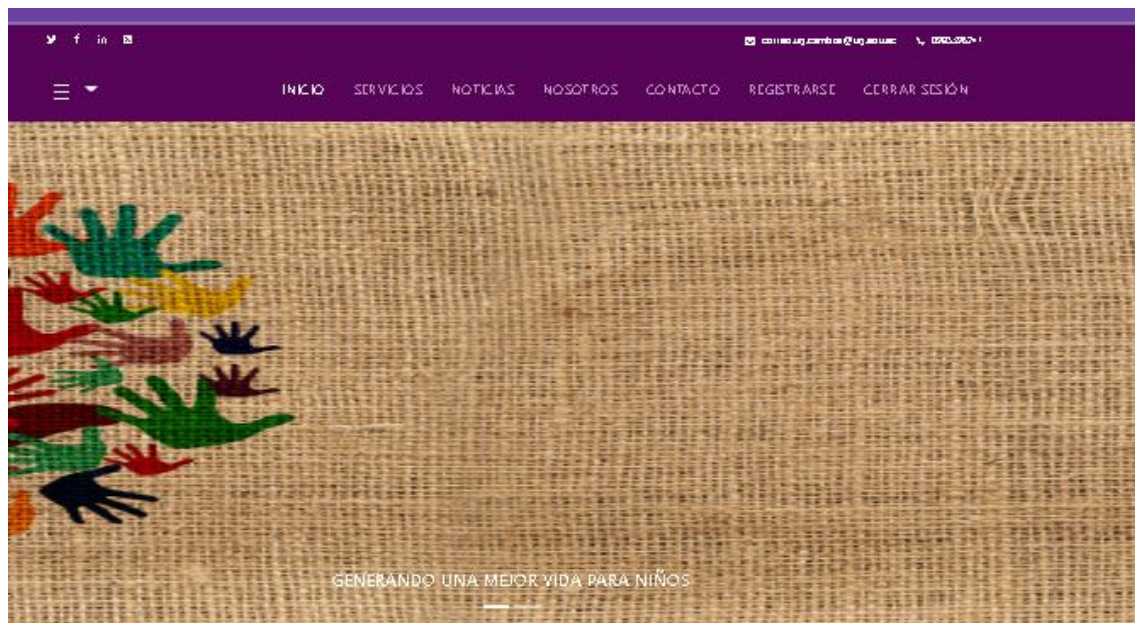 INICIO SERVICIOS NOTICIAS NOSOTROS CONTACTO REGISTRARSE CERRAR SESIÓN
GENERANDO UNA MEJOR VIDA PARA NIÑOS